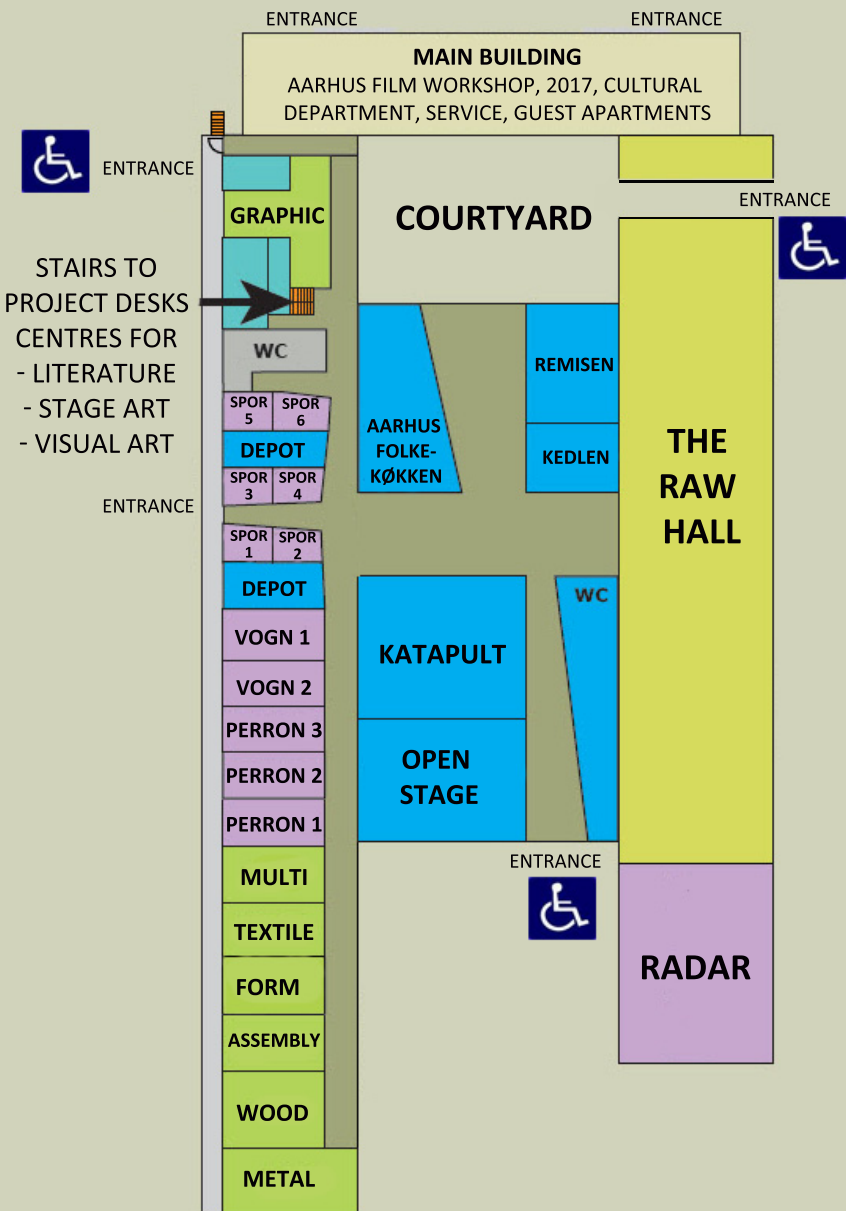 ENTRANCE
ENTRANCE
MAIN BUILDING
AARHUS FILM WORKSHOP, 2017, CULTURAL
DEPARTMENT, SERVICE, GUEST APARTMENTS
ENTRANCE
ENTRANCE
GRAPHIC
COURTYARD
STAIRS TO
PROJECT DESKS
CENTRES FOR
- LITERATURE
- STAGE ART
- VISUAL ART
WC
SPOR
5
SPOR
6
DEPOT
SPOR
3
SPOR
4
AARHUS
FOLKE-
KØKKEN
REMISEN
KEDLEN
THE
RAW
HALL
ENTRANCE
SPOR
1
SPOR
2
DEPOT
VOGN 1
VOGN 2
PERRON 3
PERRON 2
PERRON 1
KATAPULT
OPEN
STAGE
WC
ENTRANCE
MULTI
TEXTILE
FORM
ASSEMBLY
WOOD
METAL
RADAR